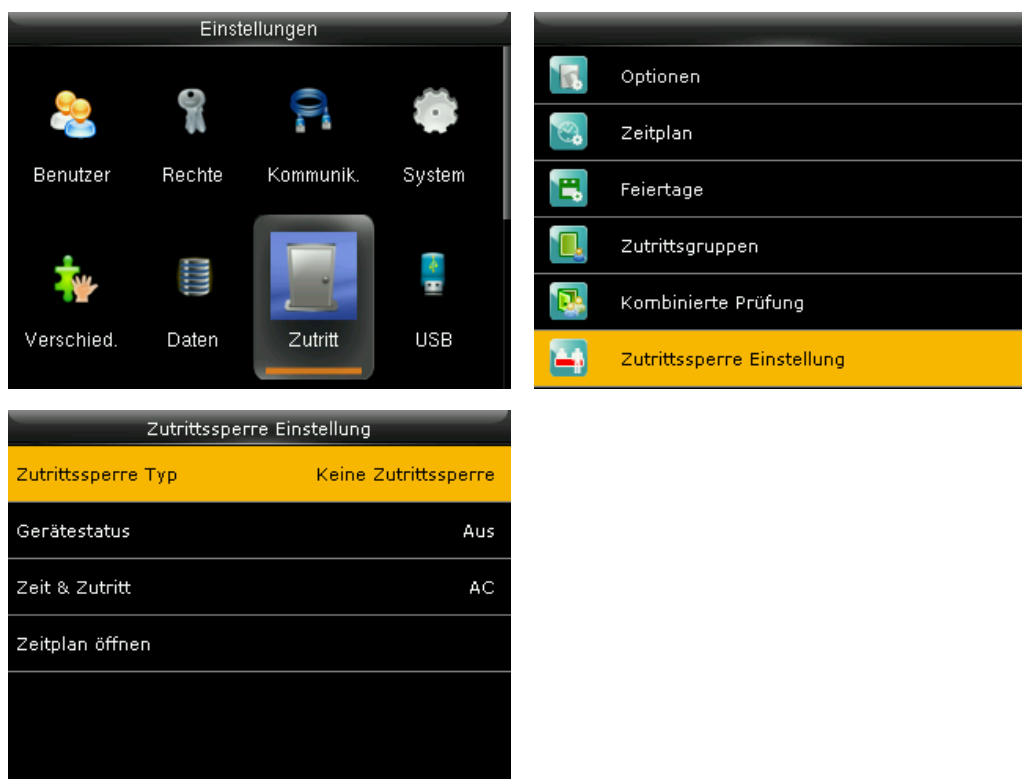 Einstellungen
Benutzer Rechte Kommunik. System
Verschied. Daten Zutritt USB
Optionen
Zeitplan
Feiertage
Zutrittsgruppen
Kombinierte Prüfung
Zutrittssperre Einstellung
Zutrittssperre Einstellung
Zutrittssperre Typ Keine Zutrittssperre
Gerätestatus Aus
Zeit & Zutritt AC
Zeitplan öffnen